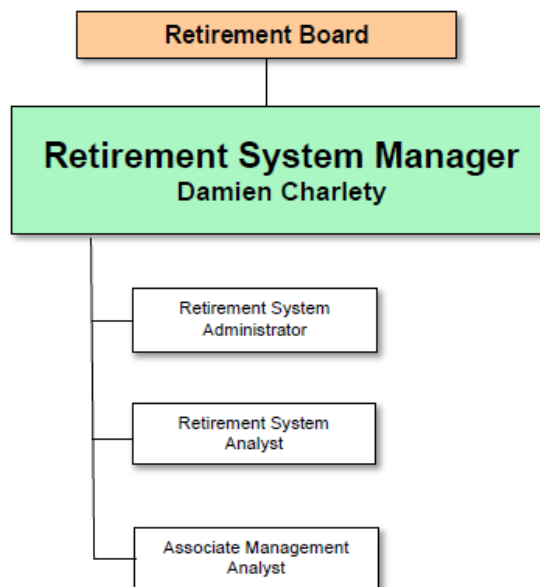 Retirement Board
Retirement System Manager
Damien Charlety
Retirement System
Administrator
Retirement System
Analyst
Associate Management
Analyst